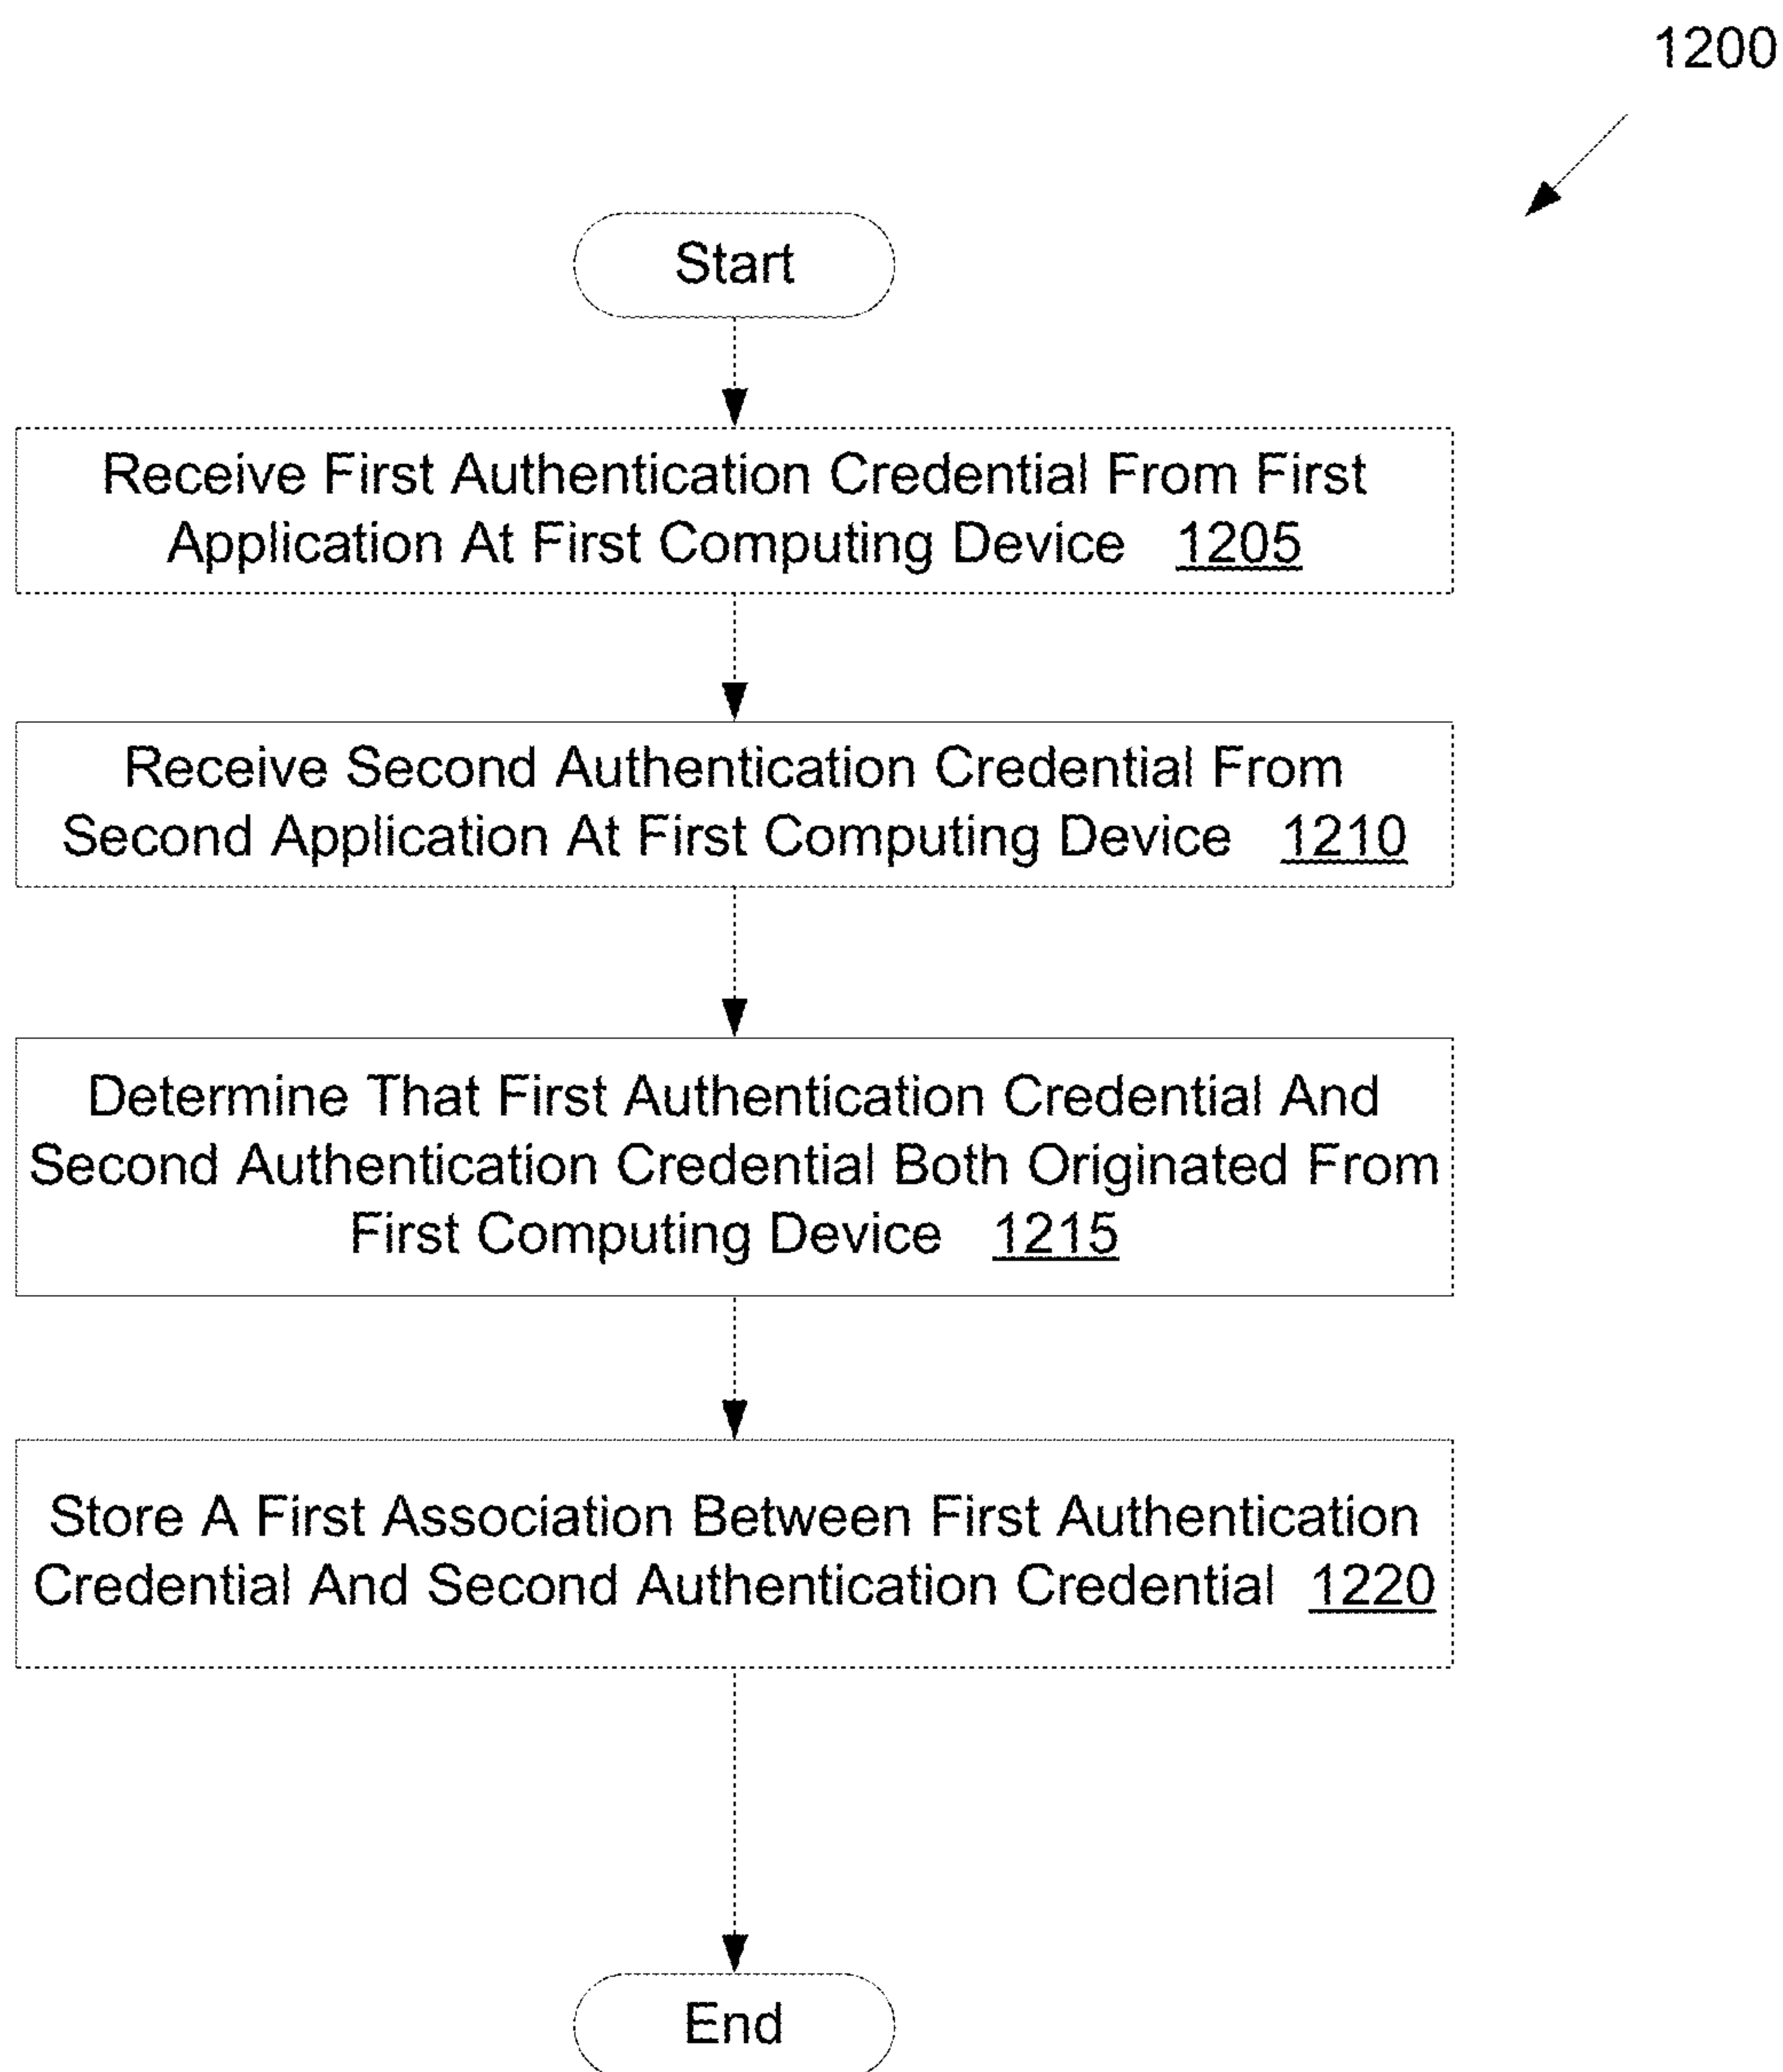 1200
Start
Receive First Authentication Credential From First
Application At First Computing Device 1205
Receive Second Authentication Credential From
Second Application At First Computing Device 1210
Determine That First Authentication Credential And
Second Authentication Credential Both Originated From
First Computing Device 1215
Store A First Association Between First Authentication
Credential And Second Authentication Credential 1220
End